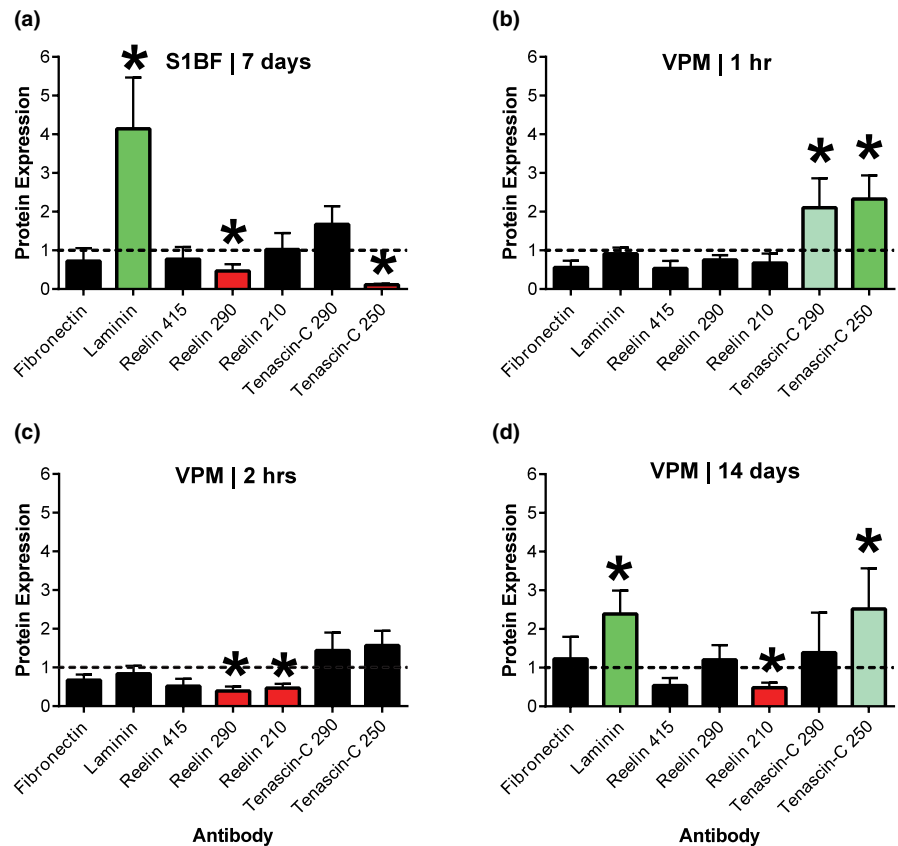 (a)
S1BF | 7 days
*
*
*
Protein Expression
6
5
4
3
2
1
0
Fibronectin
Laminin
Reelin 415
Reelin 290
Reelin 210
Tenascin-C 290
Tenascin-C 250
(b)
VPM | 1 hr
*
*
Protein Expression
6
5
4
3
2
1
0
Fibronectin
Laminin
Reelin 415
Reelin 290
Reelin 210
Tenascin-C 290
Tenascin-C 250
(c)
VPM | 2 hrs
*
*
Protein Expression
6
5
4
3
2
1
0
Fibronectin
Laminin
Reelin 415
Reelin 290
Reelin 210
Tenascin-C 290
Tenascin-C 250
Antibody
(d)
VPM | 14 days
*
*
*
Protein Expression
6
5
4
3
2
1
0
Fibronectin
Laminin
Reelin 415
Reelin 290
Reelin 210
Tenascin-C 290
Tenascin-C 250
Antibody